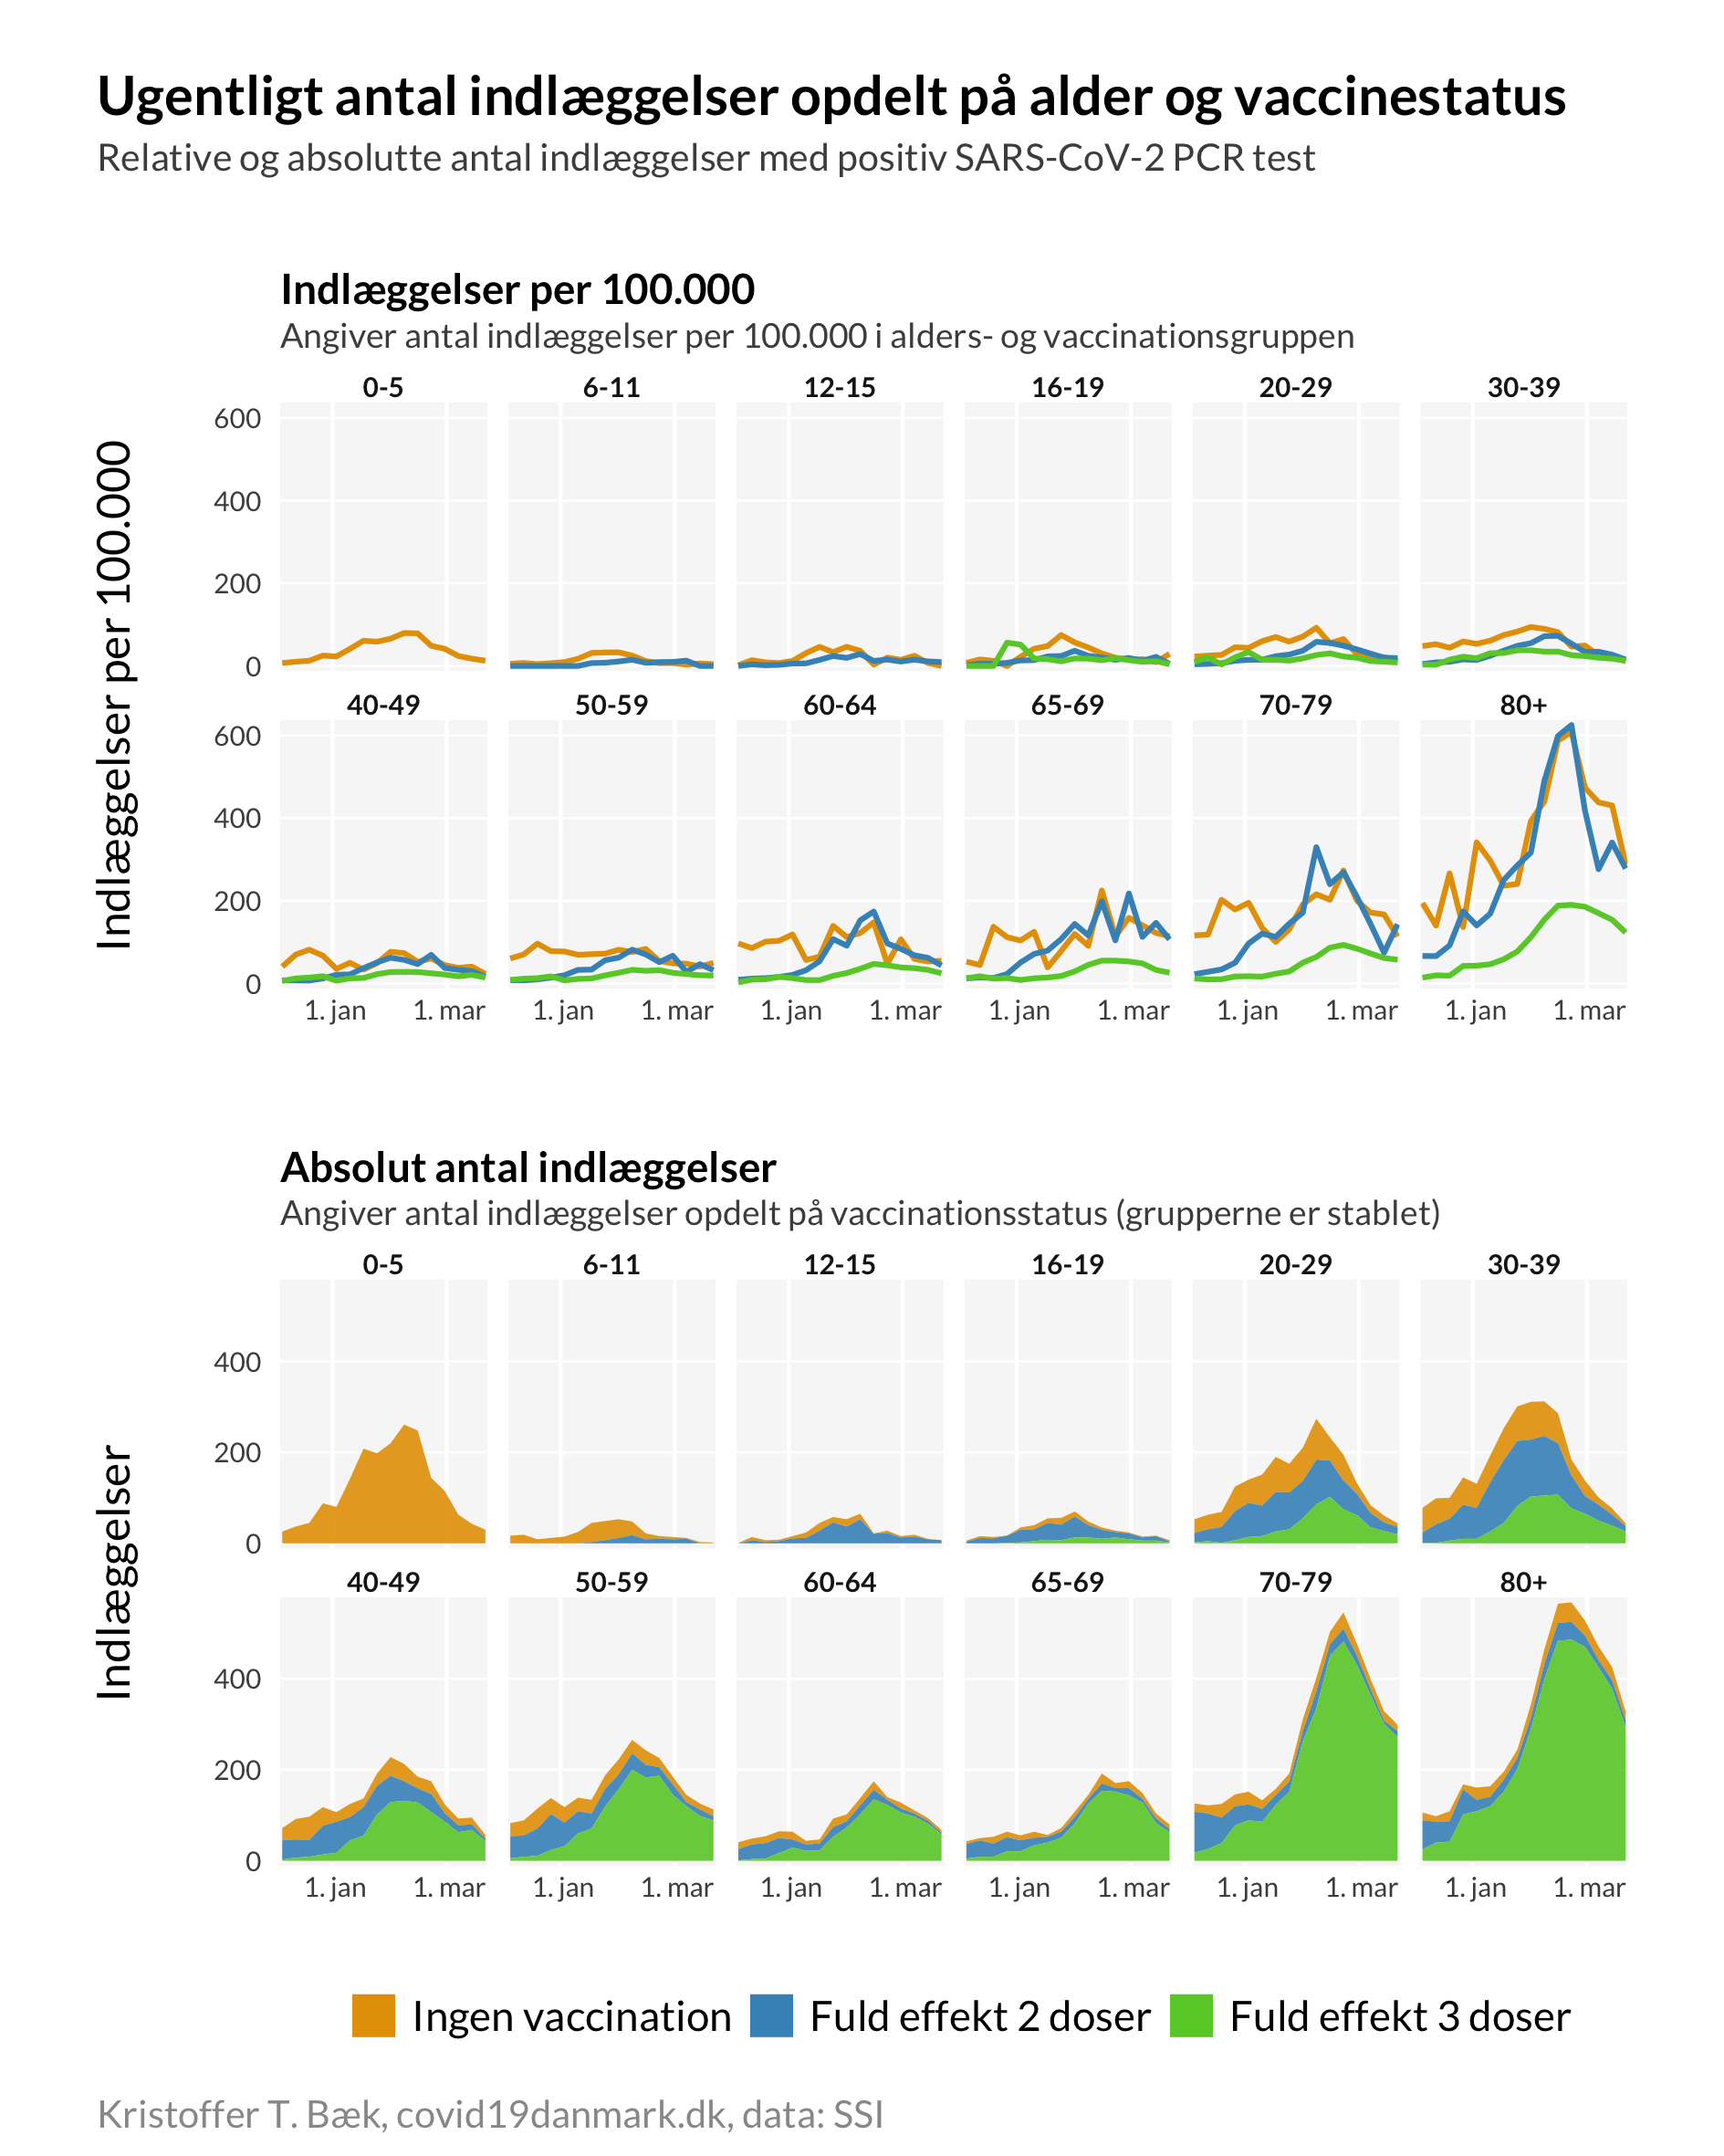 Ugentligt antal indlæggelser opdelt på alder og vaccinestatus
Relative og absolutte antal indlæggelser med positiv SARS-CoV-2 PCR test
Indlæggelser per 100.000
Angiver antal indlæggelser per 100.000 i alders- og vaccinationsgruppen
Indlæggelser per 100.000
0-5 6-11 12-15 16-19 20-29 30-39
600
400
200
0
40-49 50-59 60-64 65-69 70-79 80+
600
400
200
0
1. jan 1. mar 1. jan 1. mar 1. jan 1. mar 1. jan 1. mar 1. jan 1. mar 1. jan 1. mar
Absolut antal indlæggelser
Angiver antal indlæggelser opdelt på vaccinationsstatus (grupperne er stablet)
Indlæggelser
0-5 6-11 12-15 16-19 20-29 30-39
400
200
0
40-49 50-59 60-64 65-69 70-79 80+
400
200
0
1. jan 1. mar 1. jan 1. mar 1. jan 1. mar 1. jan 1. mar 1. jan 1. mar 1. jan 1. mar
Ingen vaccination Fuld effekt 2 doser Fuld effekt 3 doser
Kristoffer T. Bæk, covid19danmark.dk, data: SSI